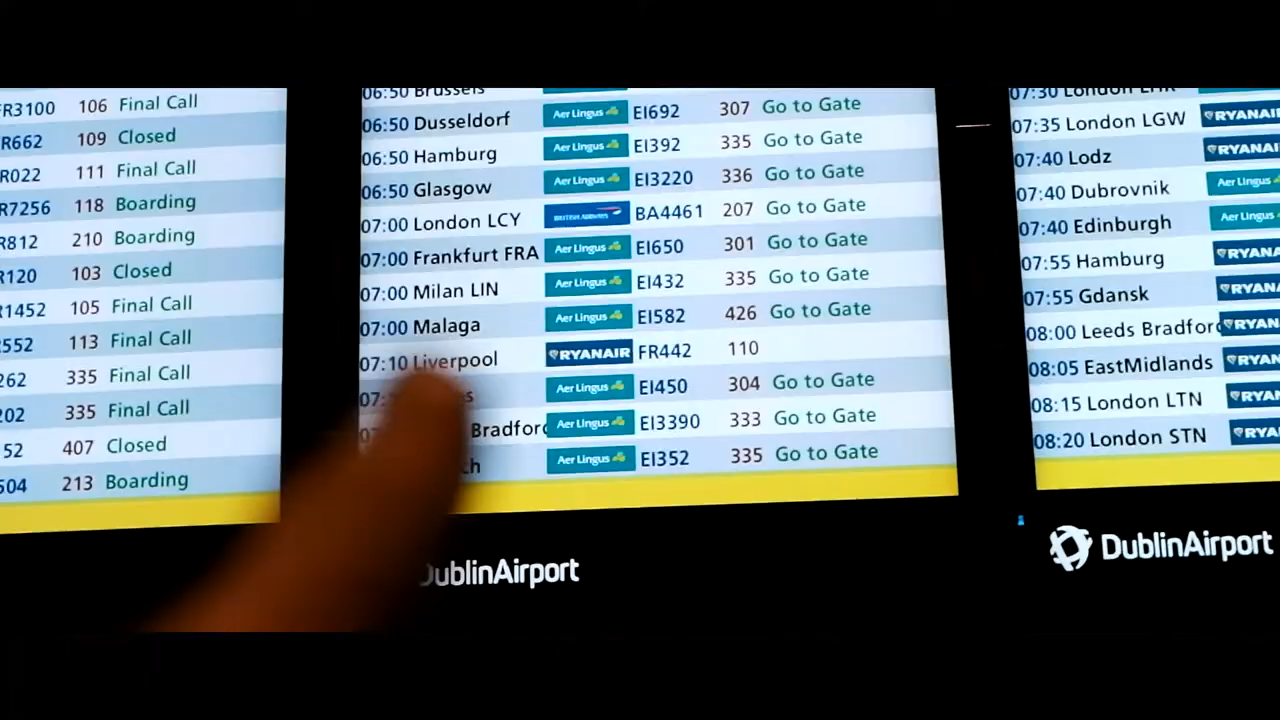 FR3100 106 Final Call
R662 109 Closed
R022 111 Final Call
R7256 118 Boarding
R812 210 Boarding
R120 103 Closed
R1452 105 Final Call
552 113 Final Call
262 335 Final Call
202 335 Final Call
52 407 Closed
504 213 Boarding
06:50 Brussels
06:50 Dusseldorf Aer Lingus EI692 307 Go to Gate
06:50 Hamburg Aer Lingus EI392 335 Go to Gate
06:50 Glasgow Aer Lingus EI3220 336 Go to Gate
07:00 London LCY BRITISH AIRWAYS BA4461 207 Go to Gate
07:00 Frankfurt FRA Aer Lingus EI650 301 Go to Gate
07:00 Milan LIN Aer Lingus EI432 335 Go to Gate
07:00 Malaga Aer Lingus EI582 426 Go to Gate
07:10 Liverpool RYANAIR FR442 110
Aer Lingus EI450 304 Go to Gate
Bradford Aer Lingus EI3390 333 Go to Gate
Aer Lingus EI352 335 Go to Gate
DublinAirport
07:30 London
07:35 London LGW RYANAIR
07:40 Lodz RYANAIR
07:40 Dubrovnik Aer Lingus
07:40 Edinburgh Aer Lingus
07:55 Hamburg RYANA
07:55 Gdansk RYANA
08:00 Leeds Bradford RYANA
08:05 EastMidlands RYANA
08:15 London LTN RYA
08:20 London STN RYA
DublinAirport